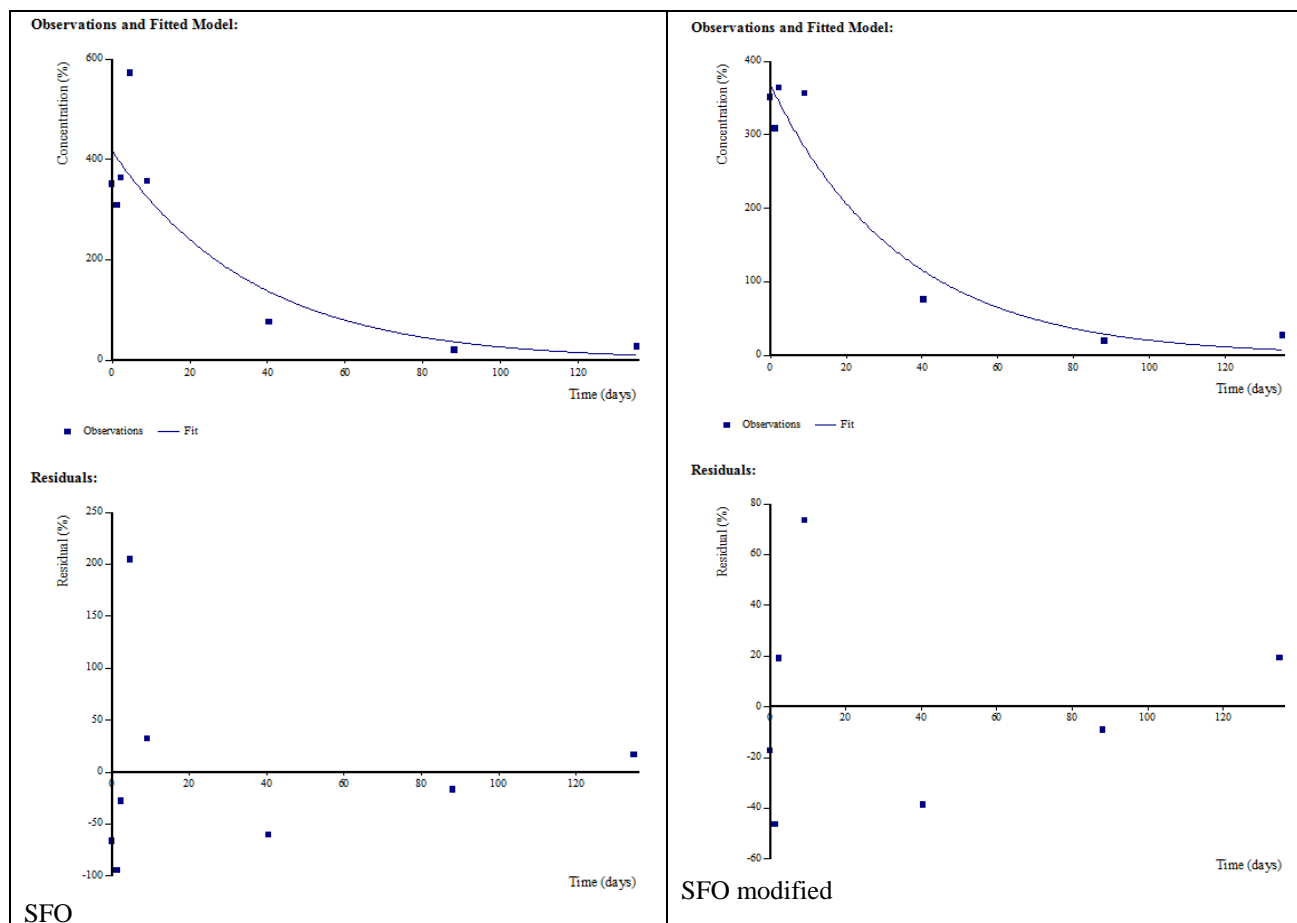 Observations and Fitted Model:
Concentration (%)
600
400
200
0
0 20 40 60 80 100 120
Time (days)
Observations Fit
Residuals:
Residual (%)
250
200
150
100
50
0
-50
-100
0 20 40 60 80 100 120
Time (days)
SFO
Observations and Fitted Model:
Concentration (%)
400
300
200
100
0
0 20 40 60 80 100 120
Time (days)
Observations Fit
Residuals:
Residual (%)
80
60
40
20
0
-20
-40
-60
0 20 40 60 80 100 120
Time (days)
SFO modified